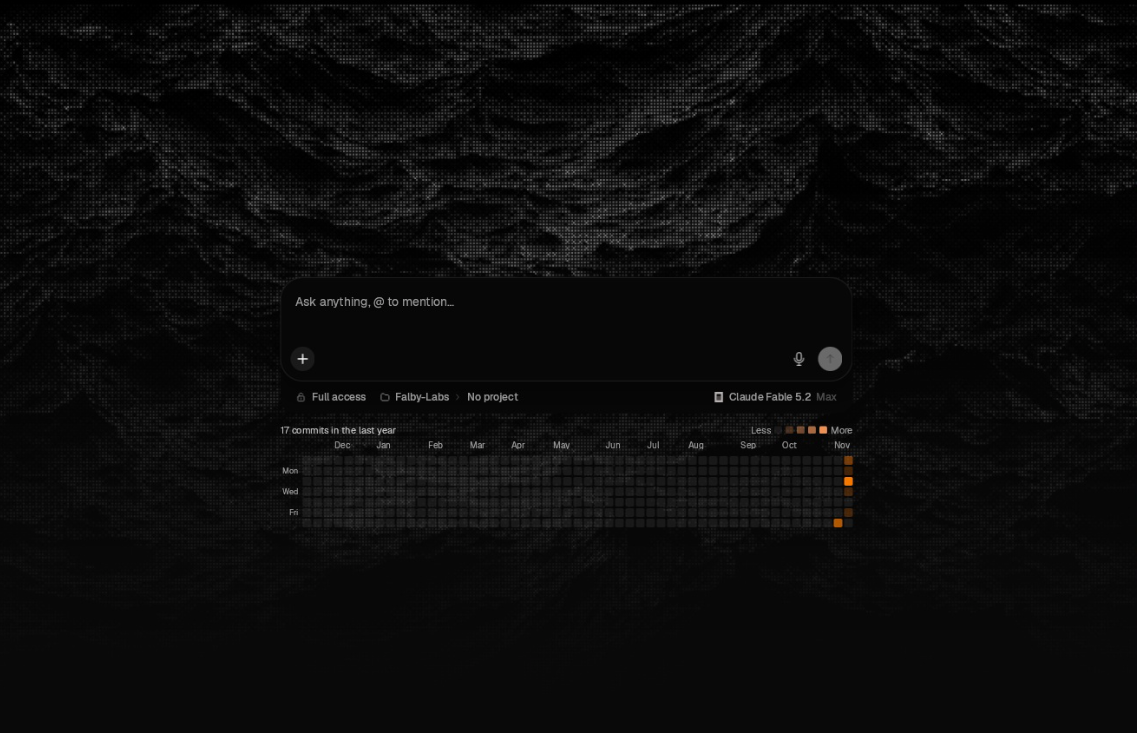 Ask anything, @ to mention...
Full access Falby-Labs › No project Claude Fable 5.2 Max
17 commits in the last year Less More
Dec Jan Feb Mar Apr May Jun Jul Aug Sep Oct Nov
Mon
Wed
Fri